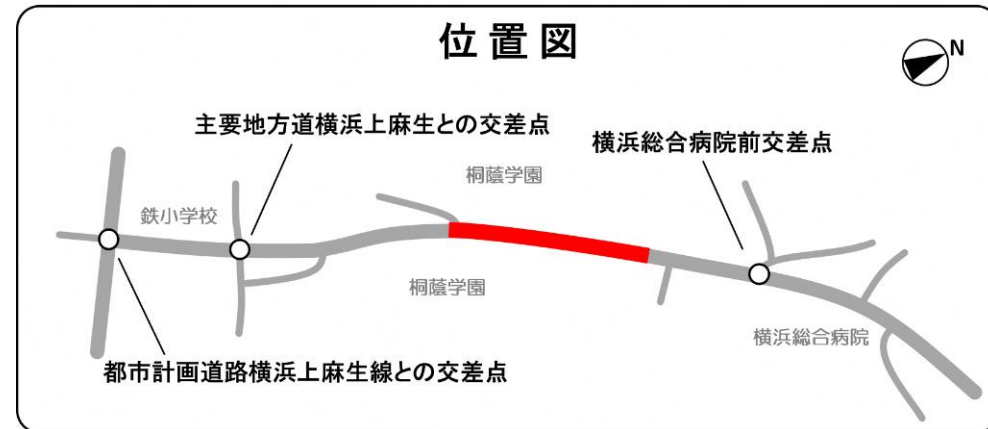 位置図
N
主要地方道横浜上麻生との交差点
横浜総合病院前交差点
桐蔭学園
鉄小学校
桐蔭学園
横浜総合病院
都市計画道路横浜上麻生線との交差点